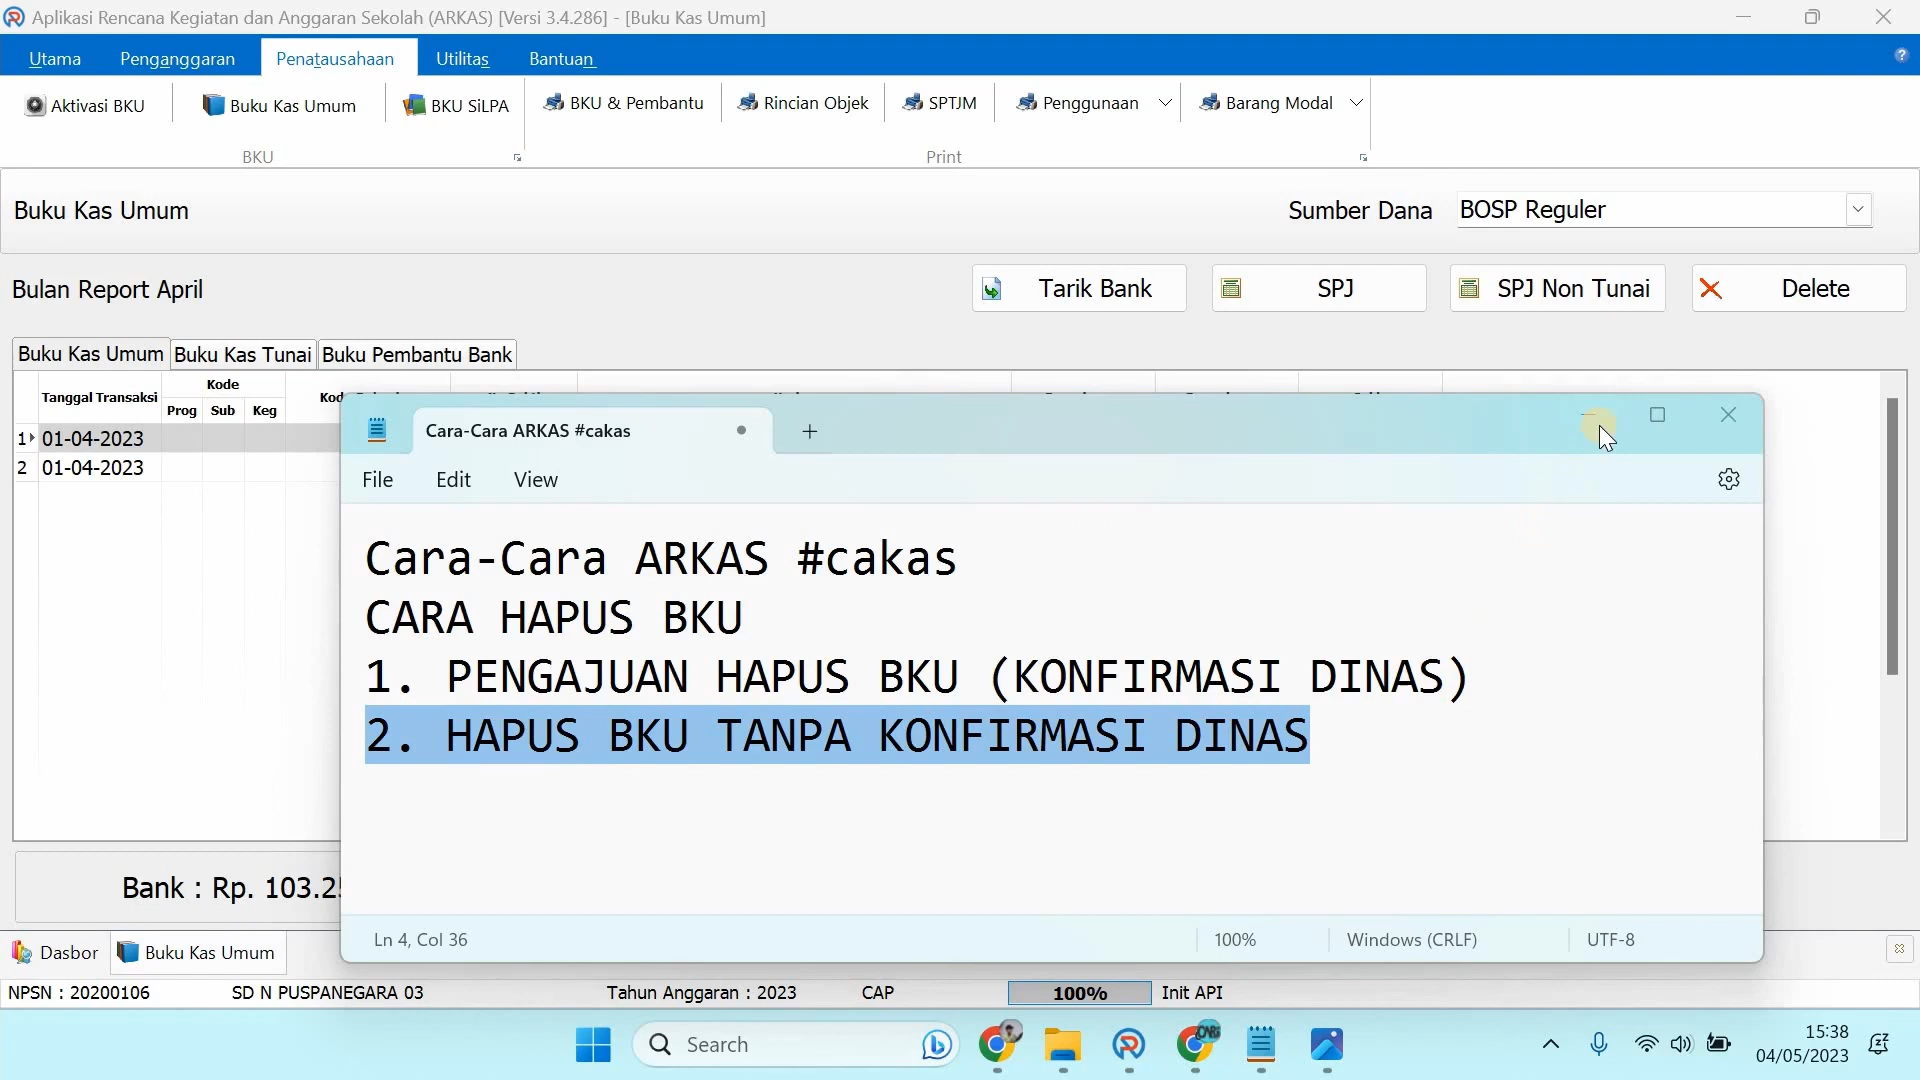 Aplikasi Rencana Kegiatan dan Anggaran Sekolah (ARKAS) [Versi 3.4.286] - [Buku Kas Umum]
Utama Penganggaran Penatausahaan Utilitas Bantuan
Aktivasi BKU Buku Kas Umum BKU SiLPA BKU & Pembantu Rincian Objek SPTJM Penggunaan Barang Modal
BKU Print
Buku Kas Umum Sumber Dana BOSP Reguler
Bulan Report April Tarik Bank SPJ SPJ Non Tunai Delete
Buku Kas Umum Buku Kas Tunai Buku Pembantu Bank
Tanggal Transaksi Kode
Prog Sub Keg
1 01-04-2023
2 01-04-2023
Cara-Cara ARKAS #cakas
File Edit View
Cara-Cara ARKAS #cakas
CARA HAPUS BKU
1. PENGAJUAN HAPUS BKU (KONFIRMASI DINAS)
2. HAPUS BKU TANPA KONFIRMASI DINAS
Bank : Rp. 103.2
Ln 4, Col 36 100% Windows (CRLF) UTF-8
Dasbor Buku Kas Umum
NPSN : 20200106 SD N PUSPANEGARA 03 Tahun Anggaran : 2023 CAP 100% Init API
Search
15:38
04/05/2023